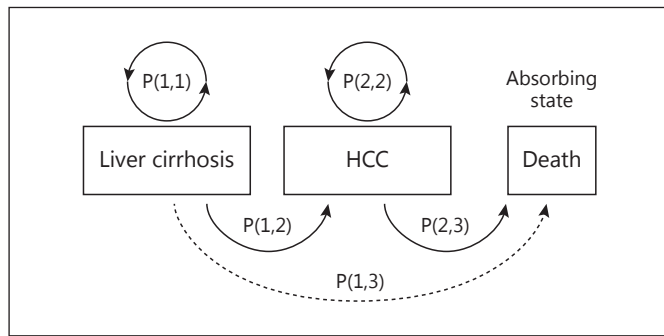 P(1,1)
P(2,2)
Absorbing
state
Liver cirrhosis
HCC
Death
P(1,2)
P(2,3)
P(1,3)